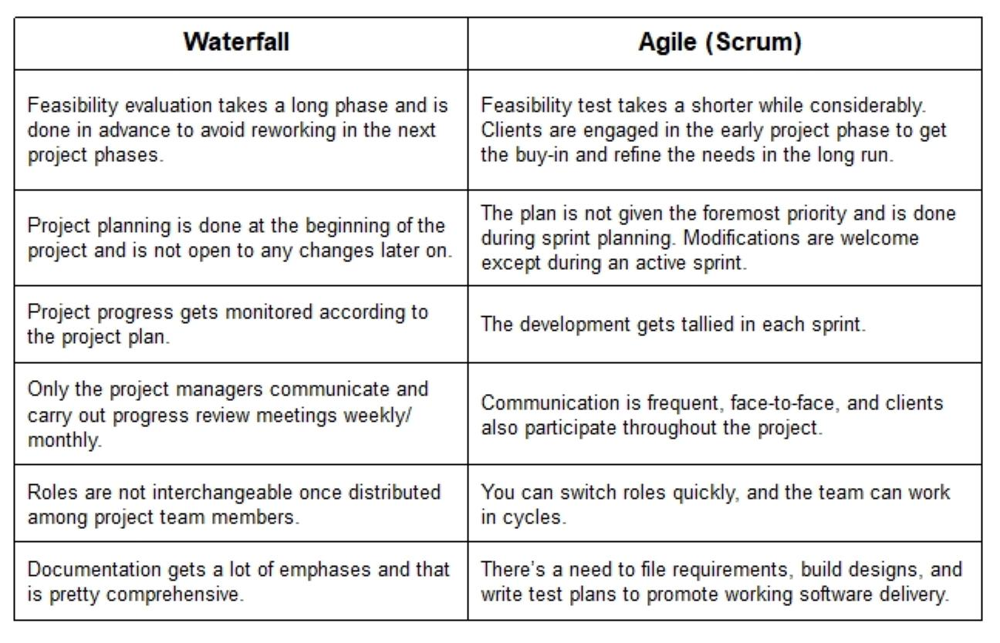 Waterfall
Agile (Scrum)
Feasibility evaluation takes a long phase and is
done in advance to avoid reworking in the next
project phases.
Feasibility test takes a shorter while considerably.
Clients are engaged in the early project phase to get
the buy-in and refine the needs in the long run.
Project planning is done at the beginning of the
project and is not open to any changes later on.
The plan is not given the foremost priority and is done
during sprint planning. Modifications are welcome
except during an active sprint.
Project progress gets monitored according to
the project plan.
The development gets tallied in each sprint.
Only the project managers communicate and
carry out progress review meetings weekly/
monthly.
Communication is frequent, face-to-face, and clients
also participate throughout the project.
Roles are not interchangeable once distributed
among project team members.
You can switch roles quickly, and the team can work
in cycles.
Documentation gets a lot of emphases and that
is pretty comprehensive.
There’s a need to file requirements, build designs, and
write test plans to promote working software delivery.